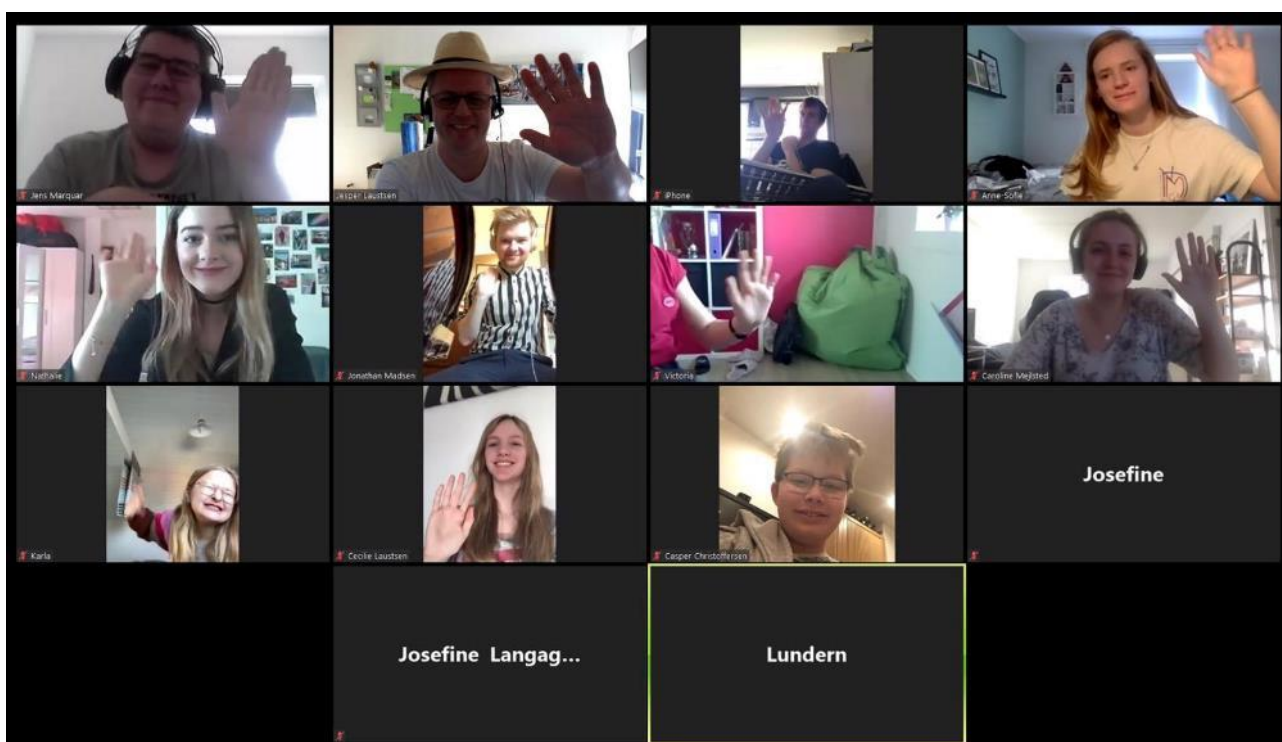 Jens Marquar
Jesper Laustsen
iPhone
Anne-Sofie
Nathalie
Jonathan Madsen
Victoria
Caroline Mejlsted
Karla
Cecilie Laustsen
Casper Christoffersen
Josefine
Josefine Langag...
Lundern